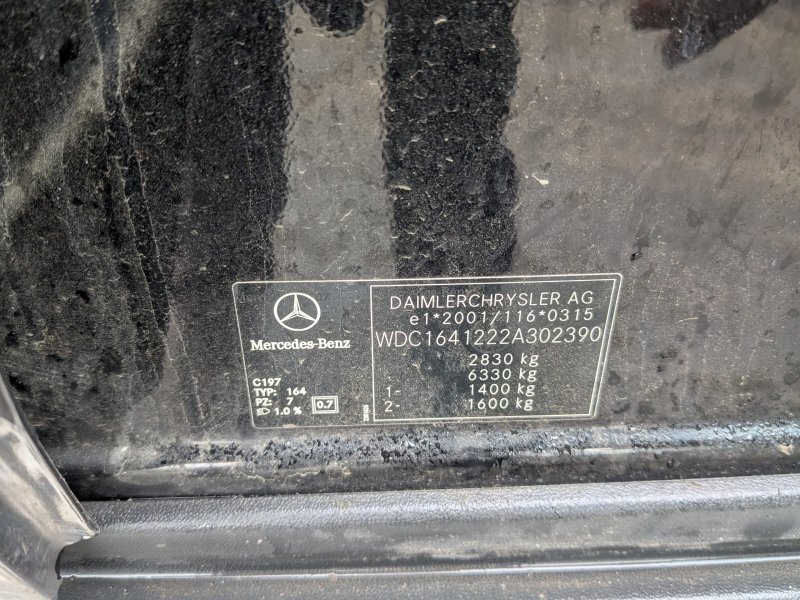 Mercedes-Benz
C197
TYP: 164
PZ: 7
1.0 %
0.7
DAIMLERCHRYSLER AG
e1*2001/116*0315
WDC1641222A302390
2830 kg
6330 kg
1- 1400 kg
2- 1600 kg